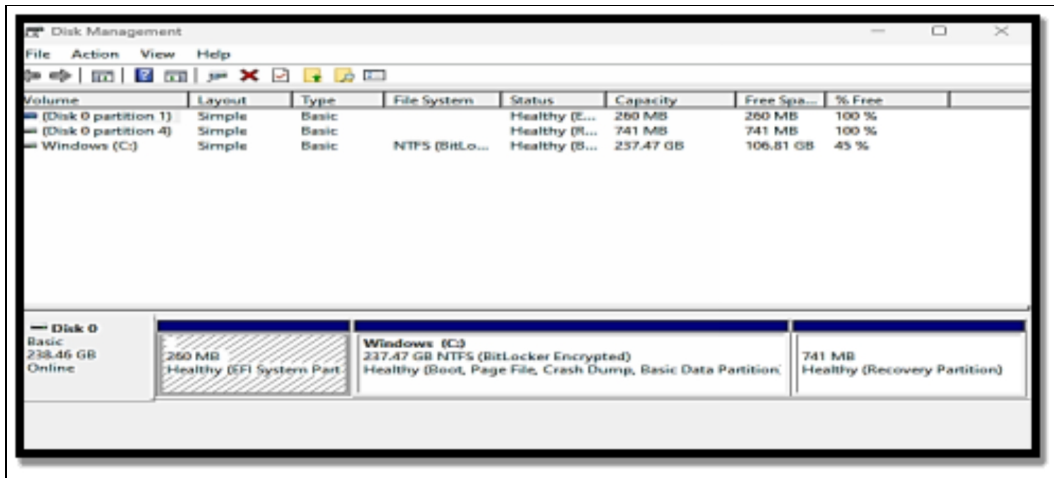 Disk Management
File Action View Help
Volume Layout Type File System Status Capacity Free Spa... % Free
(Disk 0 partition 1) Simple Basic Healthy (E... 260 MB 260 MB 100 %
(Disk 0 partition 4) Simple Basic Healthy (R... 741 MB 741 MB 100 %
Windows (C:) Simple Basic NTFS (BitLo... Healthy (B... 237.47 GB 106.81 GB 45 %
Disk 0
Basic
238.46 GB
Online
260 MB
Healthy (EFI System Part
Windows (C:)
237.47 GB NTFS (BitLocker Encrypted)
Healthy (Boot, Page File, Crash Dump, Basic Data Partition
741 MB
Healthy (Recovery Partition)